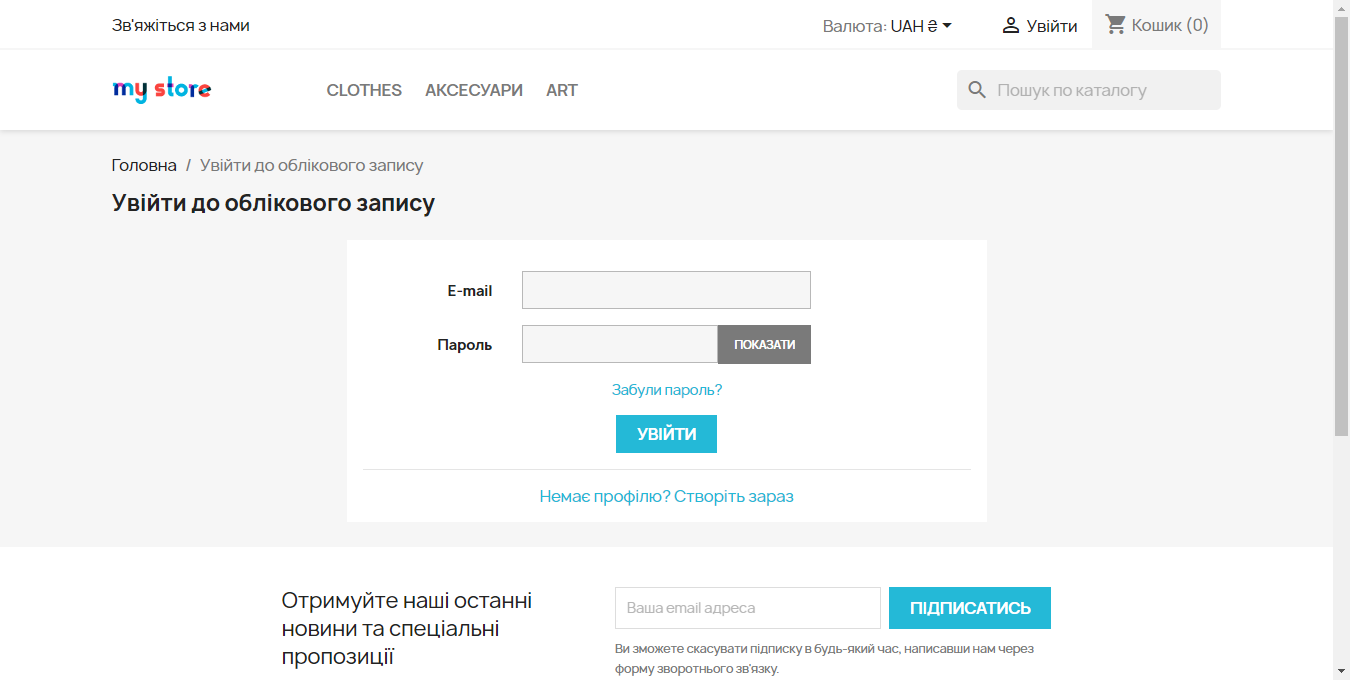 Зв'яжіться з нами
Валюта: UAH ₴
Увійти
Кошик (0)
my store
CLOTHES АКСЕСУАРИ ART
Пошук по каталогу
Головна / Увійти до облікового запису
Увійти до облікового запису
E-mail
Пароль
ПОКАЗАТИ
Забули пароль?
УВІЙТИ
Немає профілю? Створіть зараз
Отримуйте наші останні
новини та спеціальні
пропозиції
Ваша email адреса
ПІДПИСАТИСЬ
Ви зможете скасувати підписку в будь-який час, написавши нам через
форму зворотнього зв'язку.